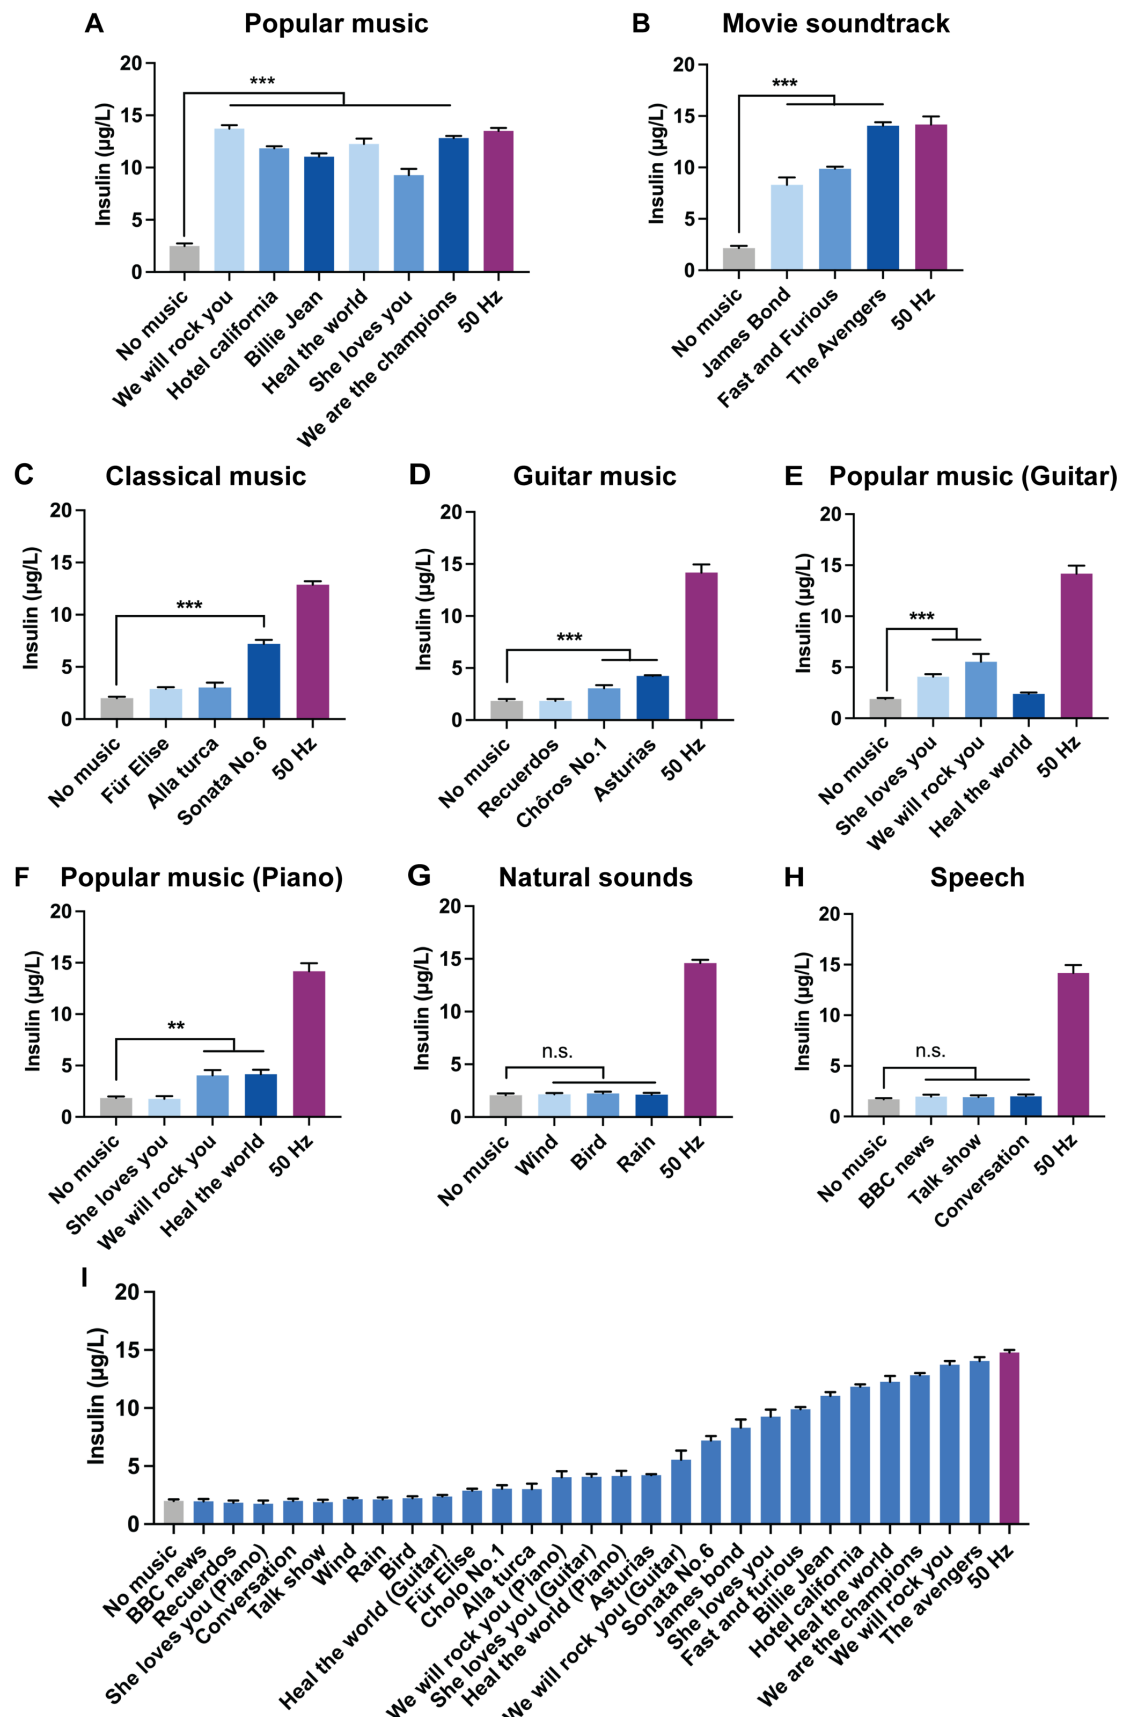 A Popular music
Insulin (µg/L)
20
15
10
5
0
***
No music
We will rock you
Hotel california
Billie Jean
Heal the world
She loves you
We are the champions
50 Hz
B Movie soundtrack
Insulin (µg/L)
20
15
10
5
0
***
No music
James Bond
Fast and Furious
The Avengers
50 Hz
C Classical music
Insulin (µg/L)
20
15
10
5
0
***
No music
Für Elise
Alla turca
Sonata No.6
50 Hz
D Guitar music
Insulin (µg/L)
20
15
10
5
0
***
No music
Recuerdos
Chôros No.1
Asturias
50 Hz
E Popular music (Guitar)
Insulin (µg/L)
20
15
10
5
0
***
No music
She loves you
We will rock you
Heal the world
50 Hz
F Popular music (Piano)
Insulin (µg/L)
20
15
10
5
0
**
No music
She loves you
We will rock you
Heal the world
50 Hz
G Natural sounds
Insulin (µg/L)
20
15
10
5
0
n.s.
No music
Wind
Bird
Rain
50 Hz
H Speech
Insulin (µg/L)
20
15
10
5
0
n.s.
No music
BBC news
Talk show
Conversation
50 Hz
I
Insulin (µg/L)
20
15
10
5
0
No music
BBC news
Recuerdos
She loves you (Piano)
Conversation
Talk show
Wind
Rain
Bird
Heal the world (Guitar)
Für Elise
Cholo No.1
Alla turca
We will rock you (Piano)
She loves you (Guitar)
Heal the world (Piano)
Asturias
We will rock you (Guitar)
Sonata No.6
James bond
She loves you
Fast and furious
Billie Jean
Hotel california
Heal the world
We are the champions
We will rock you
The avengers
50 Hz